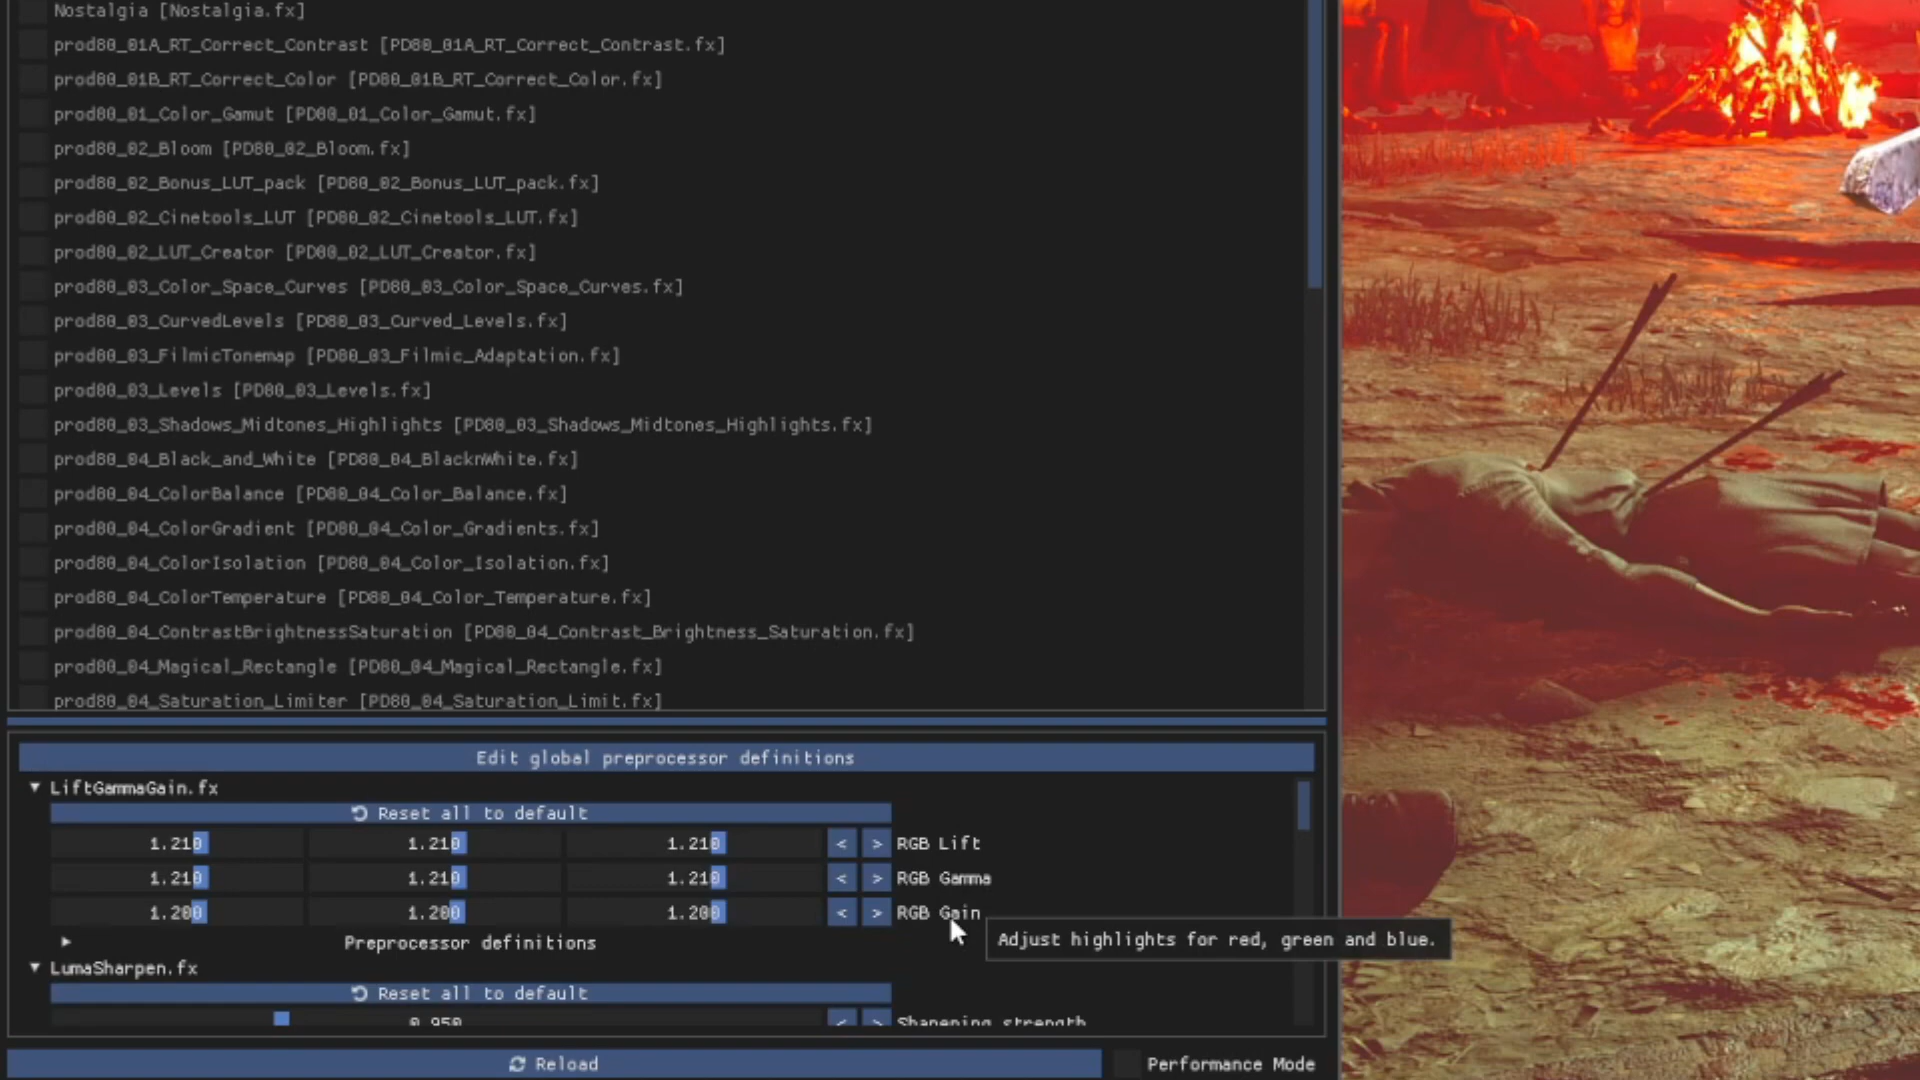 Nostalgia [Nostalgia.fx]
prod80_01A_RT_Correct_Contrast [PD80_01A_RT_Correct_Contrast.fx]
prod80_01B_RT_Correct_Color [PD80_01B_RT_Correct_Color.fx]
prod80_01_Color_Gamut [PD80_01_Color_Gamut.fx]
prod80_02_Bloom [PD80_02_Bloom.fx]
prod80_02_Bonus_LUT_pack [PD80_02_Bonus_LUT_pack.fx]
prod80_02_Cinetools_LUT [PD80_02_Cinetools_LUT.fx]
prod80_02_LUT_Creator [PD80_02_LUT_Creator.fx]
prod80_03_Color_Space_Curves [PD80_03_Color_Space_Curves.fx]
prod80_03_CurvedLevels [PD80_03_Curved_Levels.fx]
prod80_03_FilmicTonemap [PD80_03_Filmic_Adaptation.fx]
prod80_03_Levels [PD80_03_Levels.fx]
prod80_03_Shadows_Midtones_Highlights [PD80_03_Shadows_Midtones_Highlights.fx]
prod80_04_Black_and_White [PD80_04_BlacknWhite.fx]
prod80_04_ColorBalance [PD80_04_Color_Balance.fx]
prod80_04_ColorGradient [PD80_04_Color_Gradients.fx]
prod80_04_ColorIsolation [PD80_04_Color_Isolation.fx]
prod80_04_ColorTemperature [PD80_04_Color_Temperature.fx]
prod80_04_ContrastBrightnessSaturation [PD80_04_Contrast_Brightness_Saturation.fx]
prod80_04_Magical_Rectangle [PD80_04_Magical_Rectangle.fx]
prod80_04_Saturation_Limiter [PD80_04_Saturation_Limit.fx]
Edit global preprocessor definitions
LiftGammaGain.fx
Reset all to default
1.210 1.210 1.210 < > RGB Lift
1.210 1.210 1.210 < > RGB Gamma
1.200 1.200 1.200 < > RGB Gain
Adjust highlights for red, green and blue.
Preprocessor definitions
LumaSharpen.fx
Reset all to default
0.950 < > Sharpening strength
Reload Performance Mode